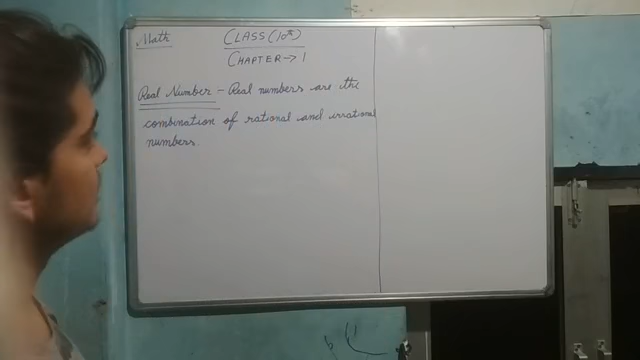 Math
CLASS (10th)
CHAPTER → 1
Real Number - Real numbers are the
combination of rational and irrational
numbers.